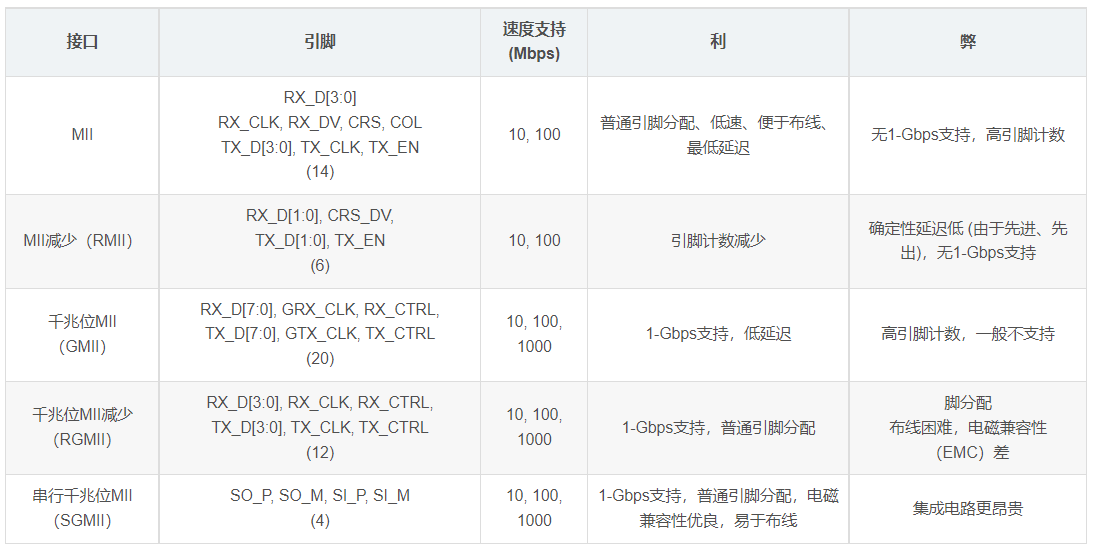 接口
引脚
速度支持
(Mbps)
利
弊
MII
RX_D[3:0]
RX_CLK, RX_DV, CRS, COL
TX_D[3:0], TX_CLK, TX_EN
(14)
10, 100
普通引脚分配、低速、便于布线、
最低延迟
无1-Gbps支持，高引脚计数
MII减少（RMII）
RX_D[1:0], CRS_DV,
TX_D[1:0], TX_EN
(6)
10, 100
引脚计数减少
确定性延迟低 (由于先进、先
出)，无1-Gbps支持
千兆位MII
（GMII）
RX_D[7:0], GRX_CLK, RX_CTRL,
TX_D[7:0], GTX_CLK, TX_CTRL
(20)
10, 100,
1000
1-Gbps支持，低延迟
高引脚计数，一般不支持
千兆位MII减少
（RGMII）
RX_D[3:0], RX_CLK, RX_CTRL,
TX_D[3:0], TX_CLK, TX_CTRL
(12)
10, 100,
1000
1-Gbps支持，普通引脚分配
脚分配
布线困难，电磁兼容性
（EMC）差
串行千兆位MII
（SGMII）
SO_P, SO_M, SI_P, SI_M
(4)
10, 100,
1000
1-Gbps支持，普通引脚分配，电磁
兼容性优良，易于布线
集成电路更昂贵